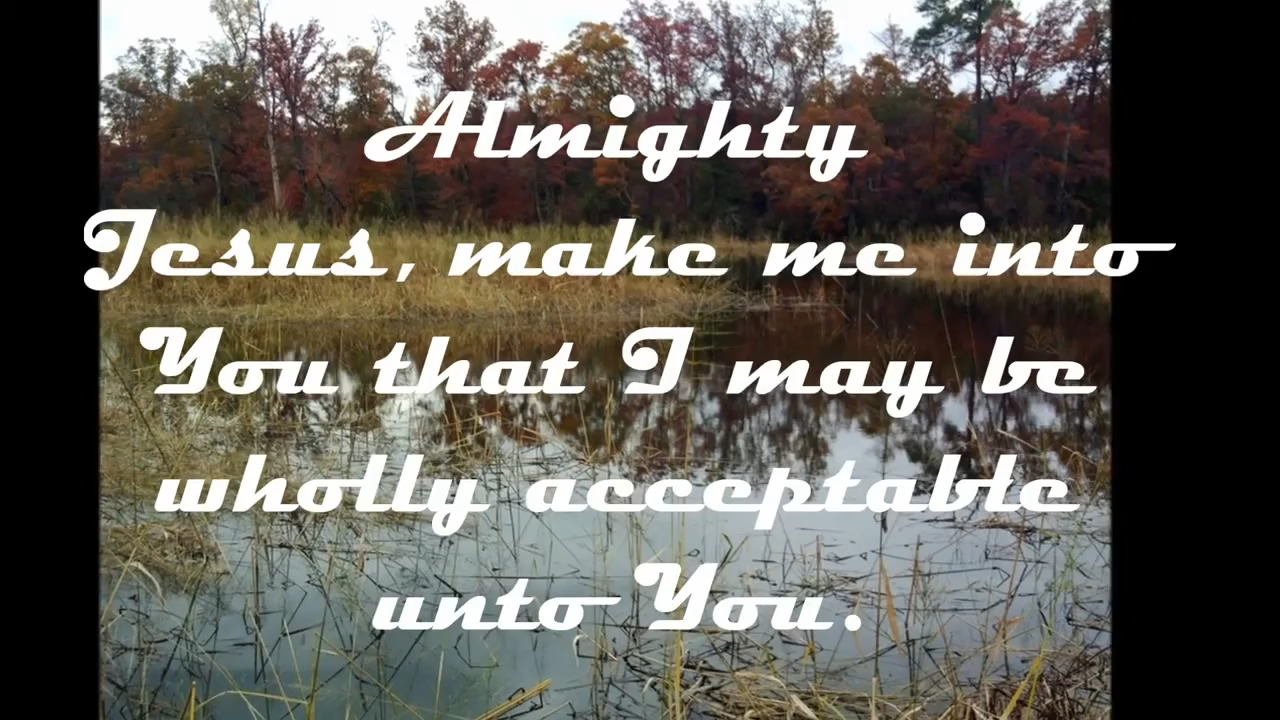 Almighty
Jesus, make me into
You that I may be
wholly acceptable
unto You.